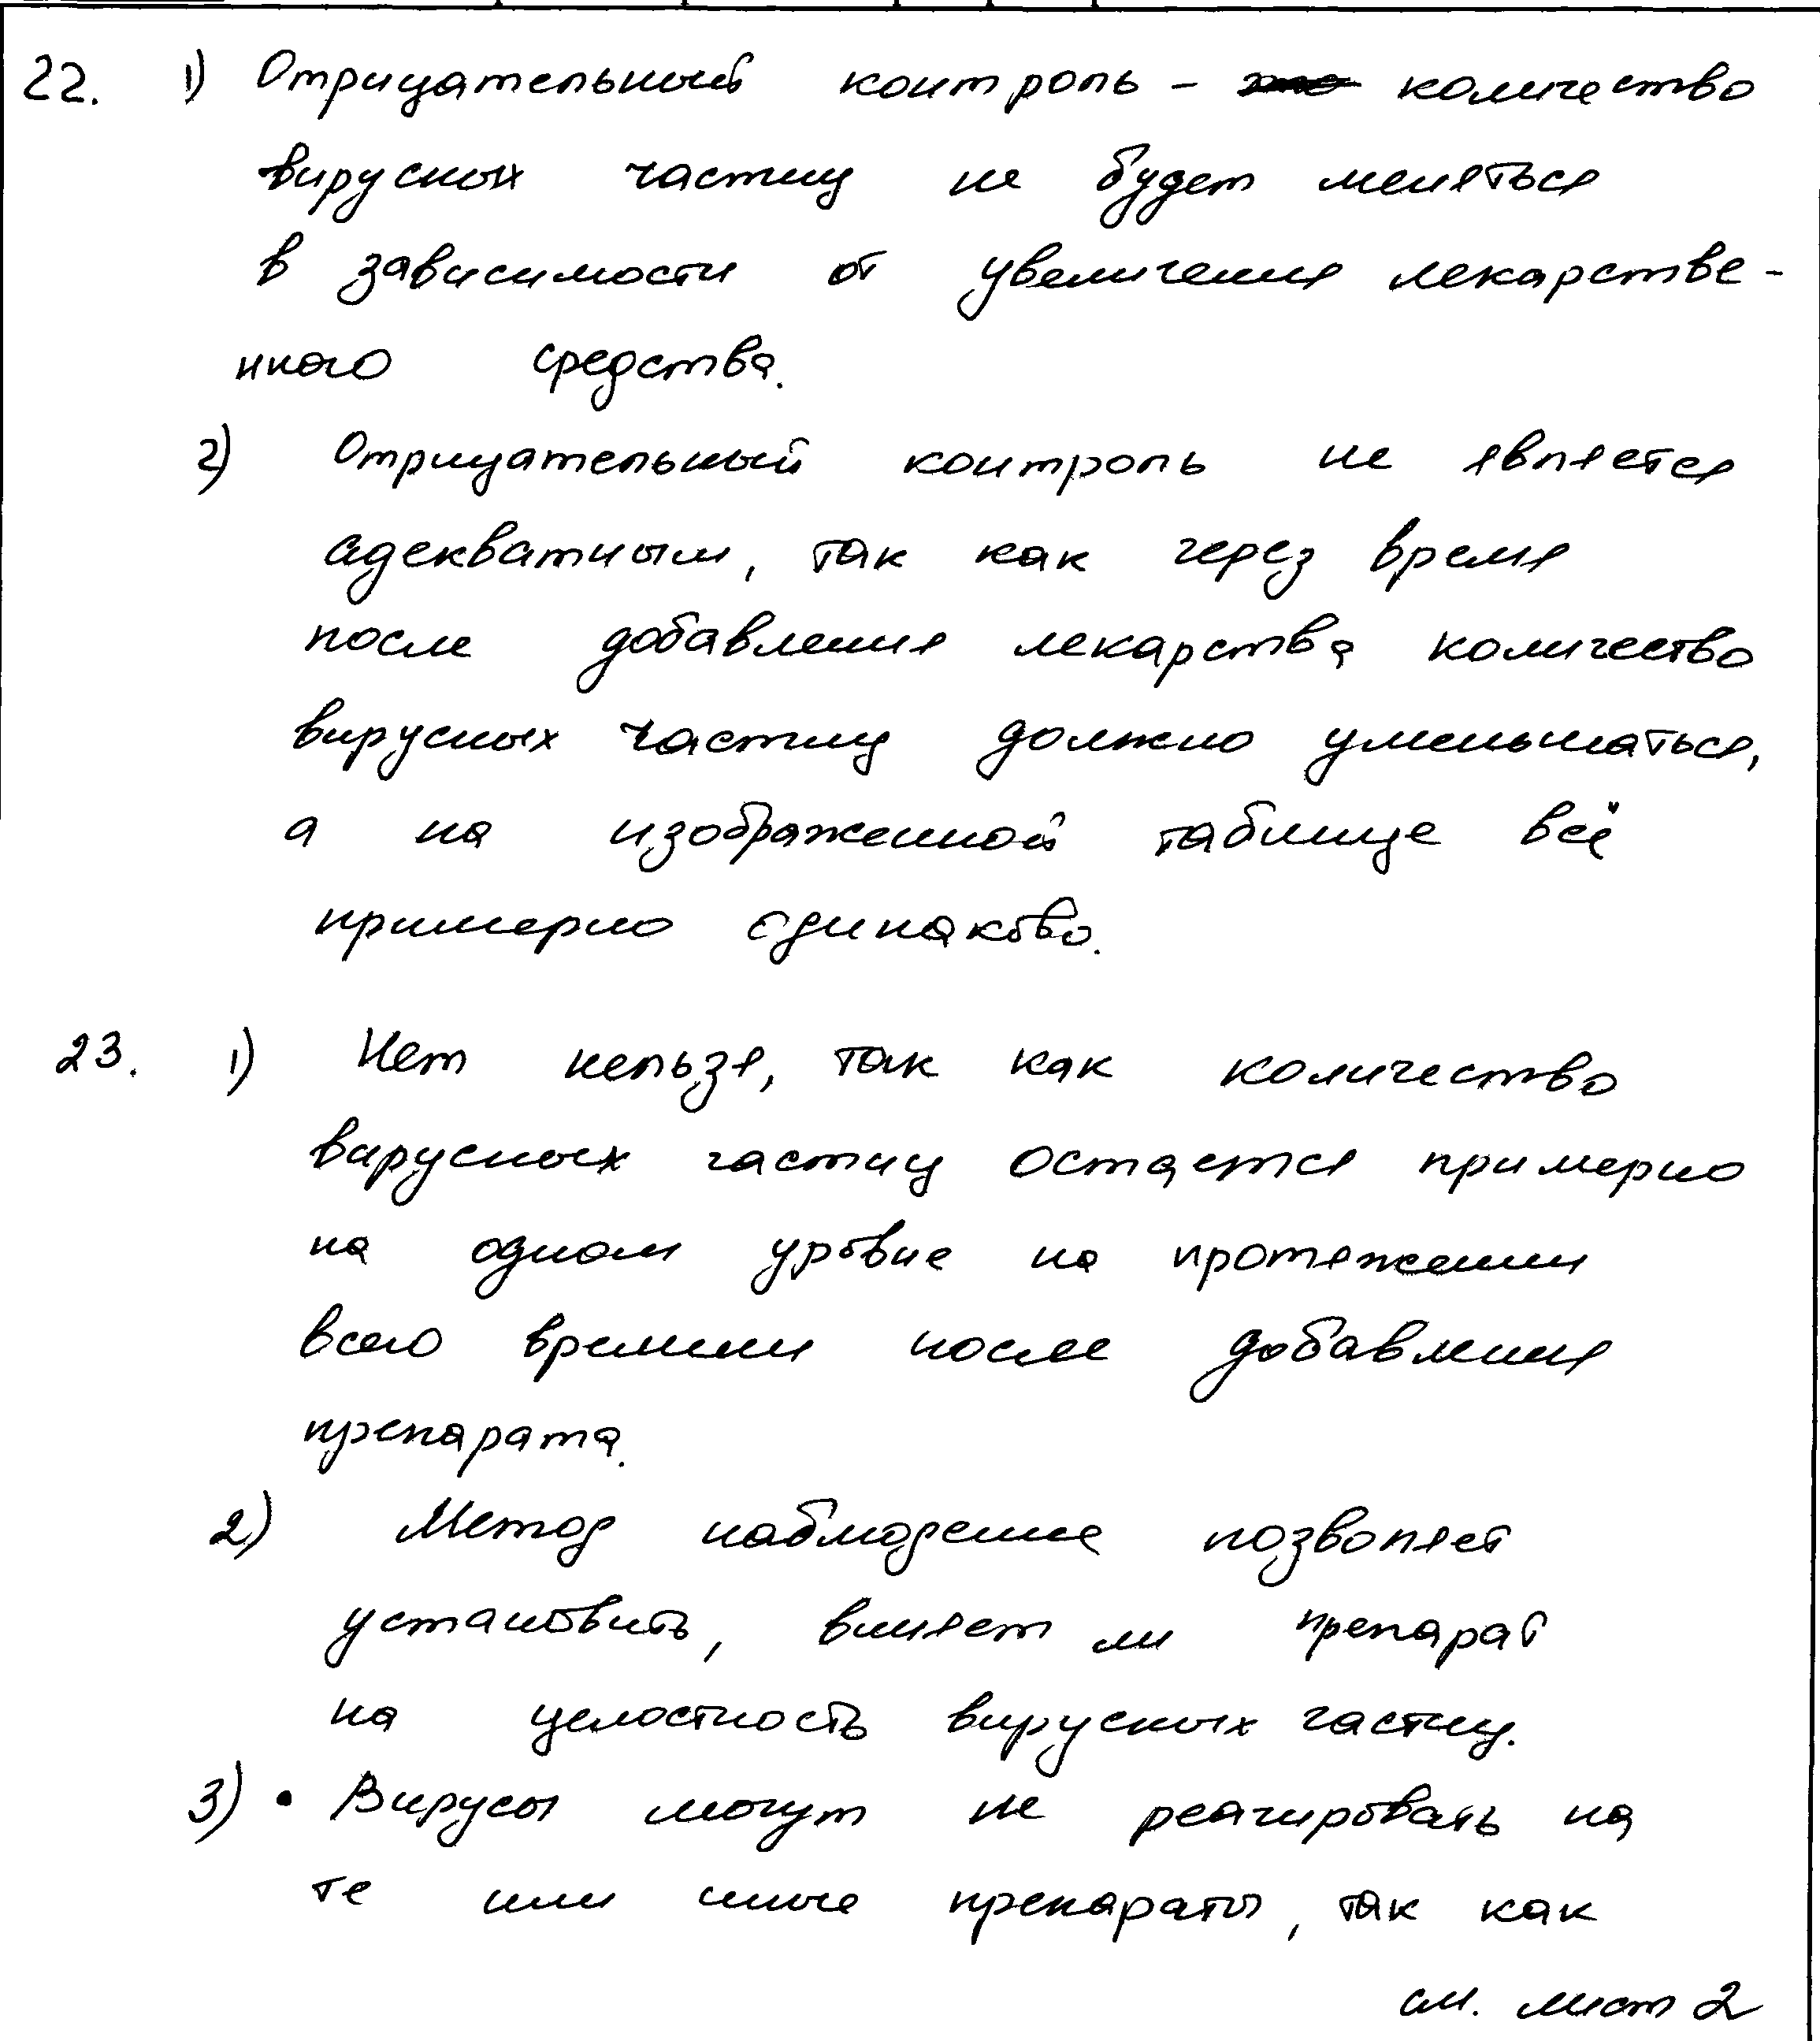 22. 1) Отрицательный контроль - количество
вирусных частиц не будет меняться
в зависимости от увеличения лекарстве-
нного средства.
2) Отрицательный контроль не является
адекватным, так как через время
после добавления лекарства количество
вирусных частиц должно уменьшаться,
а на изображенной таблице всё
примерно одинаково.
23. 1) Нет нельзя, так как количество
варусных частиц остается примерно
на одном уровне на протяжении
всего времени после добавления
препарата.
2) Метод наблюдение позволяет
установить, влияет ли препарат
на целостность вирусных частиц.
3) • Вирусы могут не реагировать на
те или иные препараты, так как
см. лист 2